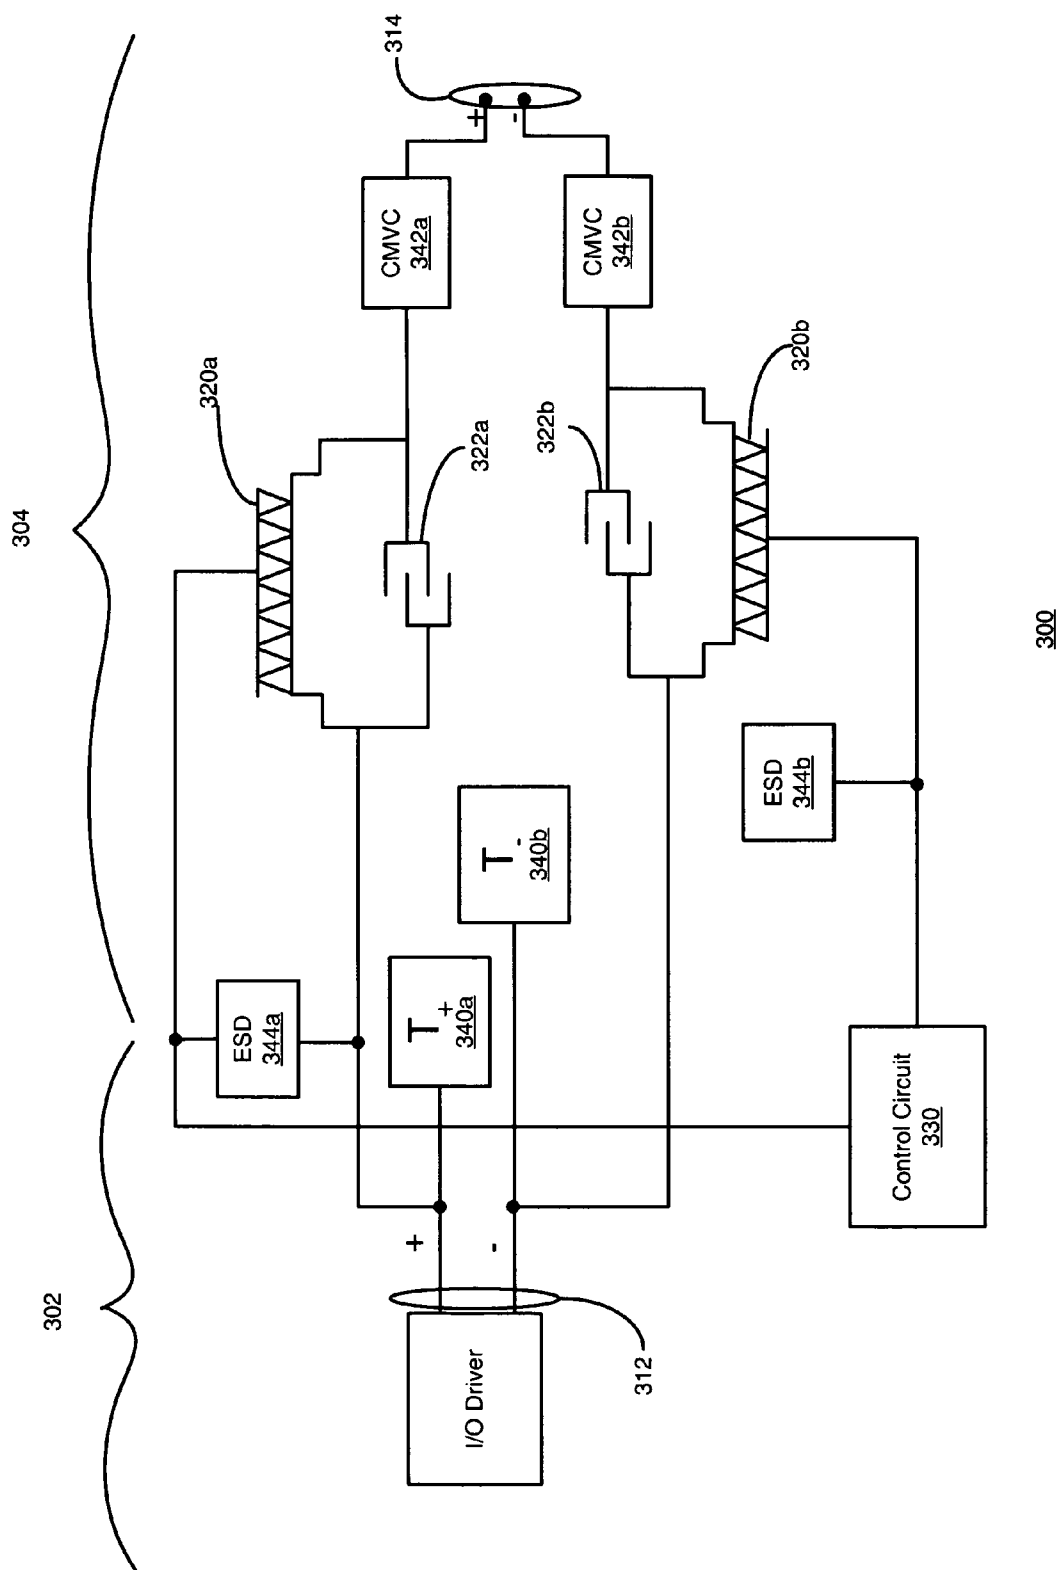 302
304
I/O Driver
312
+
-
T+
340a
T-
340b
ESD
344a
320a
322a
CMVC
342a
+
-
314
322b
CMVC
342b
320b
ESD
344b
Control Circuit
330
300